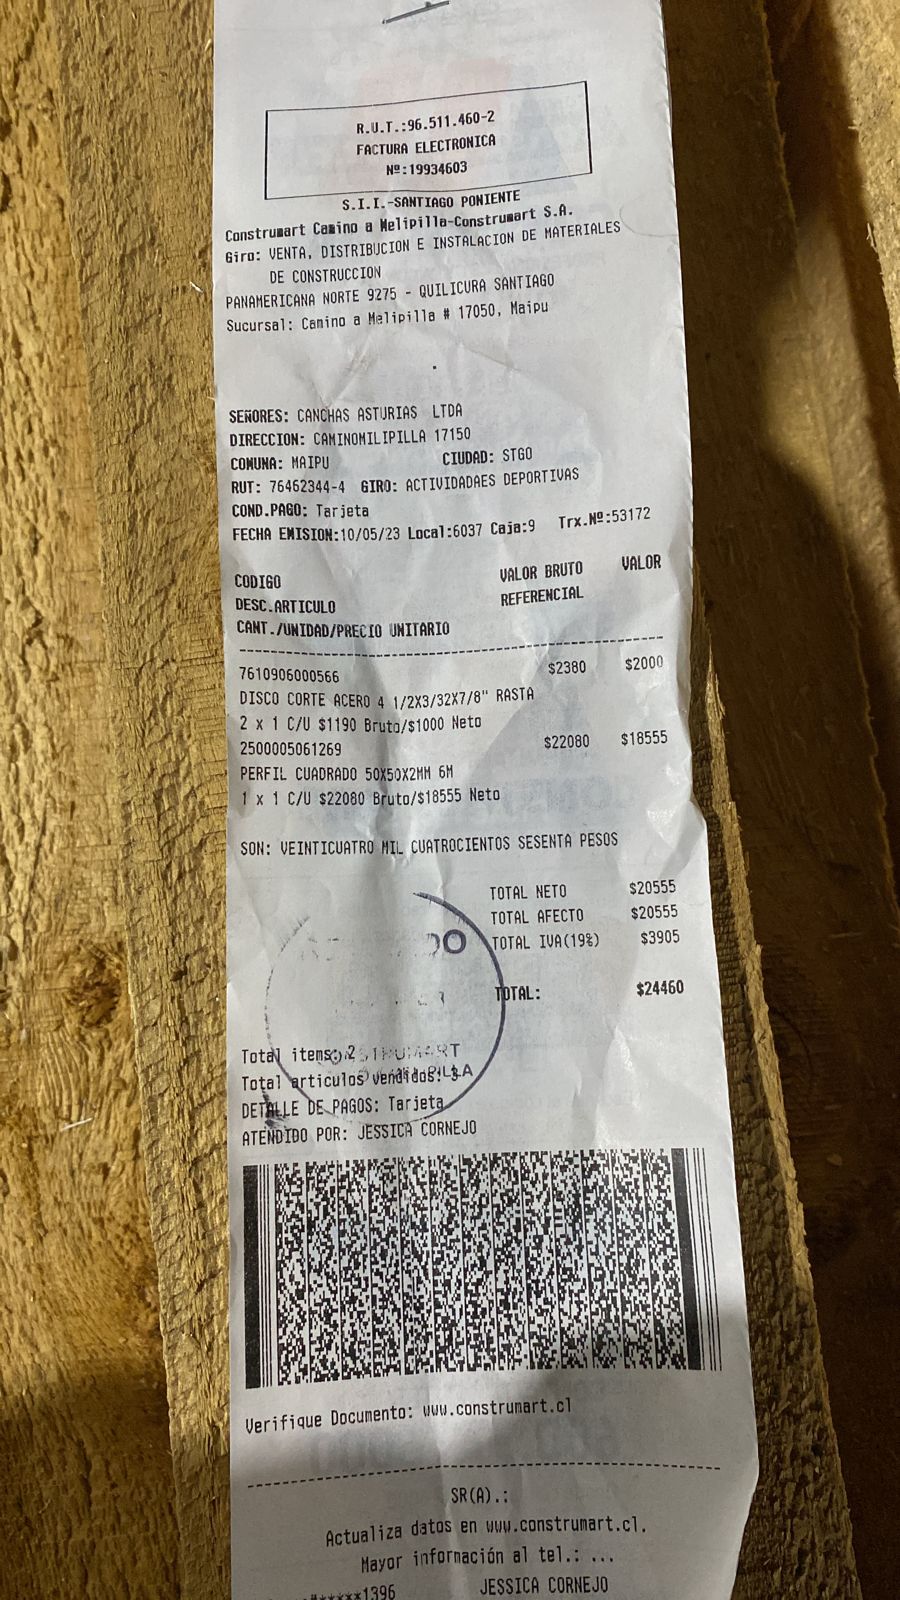 R.U.T.:96.511.460-2
FACTURA ELECTRONICA
Nº:19934603
S.I.I.-SANTIAGO PONIENTE
Construmart Camino a Melipilla-Construmart S.A.
Giro: VENTA, DISTRIBUCION E INSTALACION DE MATERIALES
DE CONSTRUCCION
PANAMERICANA NORTE 9275 - QUILICURA SANTIAGO
Sucursal: Camino a Melipilla # 17050, Maipu
SEÑORES: CANCHAS ASTURIAS LTDA
DIRECCION: CAMINOMILIPILLA 17150
COMUNA: MAIPU CIUDAD: STGO
RUT: 76462344-4 GIRO: ACTIVIDADAES DEPORTIVAS
COND.PAGO: Tarjeta
FECHA EMISION:10/05/23 Local:6037 Caja:9 Trx.Nº:53172
CODIGO VALOR BRUTO VALOR
DESC.ARTICULO REFERENCIAL
CANT./UNIDAD/PRECIO UNITARIO
7610906000566 $2380 $2000
DISCO CORTE ACERO 4 1/2X3/32X7/8" RASTA
2 x 1 C/U $1190 Bruto/$1000 Neto
2500005061269 $22080 $18555
PERFIL CUADRADO 50X50X2MM 6M
1 x 1 C/U $22080 Bruto/$18555 Neto
SON: VEINTICUATRO MIL CUATROCIENTOS SESENTA PESOS
TOTAL NETO $20555
TOTAL AFECTO $20555
TOTAL IVA(19%) $3905
TOTAL: $24460
Total items: 2
Total articulos vendidos: 3
DETALLE DE PAGOS: Tarjeta
ATENDIDO POR: JESSICA CORNEJO
Verifique Documento: www.construmart.cl
SR(A).:
Actualiza datos en www.construmart.cl.
Mayor información al tel.: ...
1396 JESSICA CORNEJO